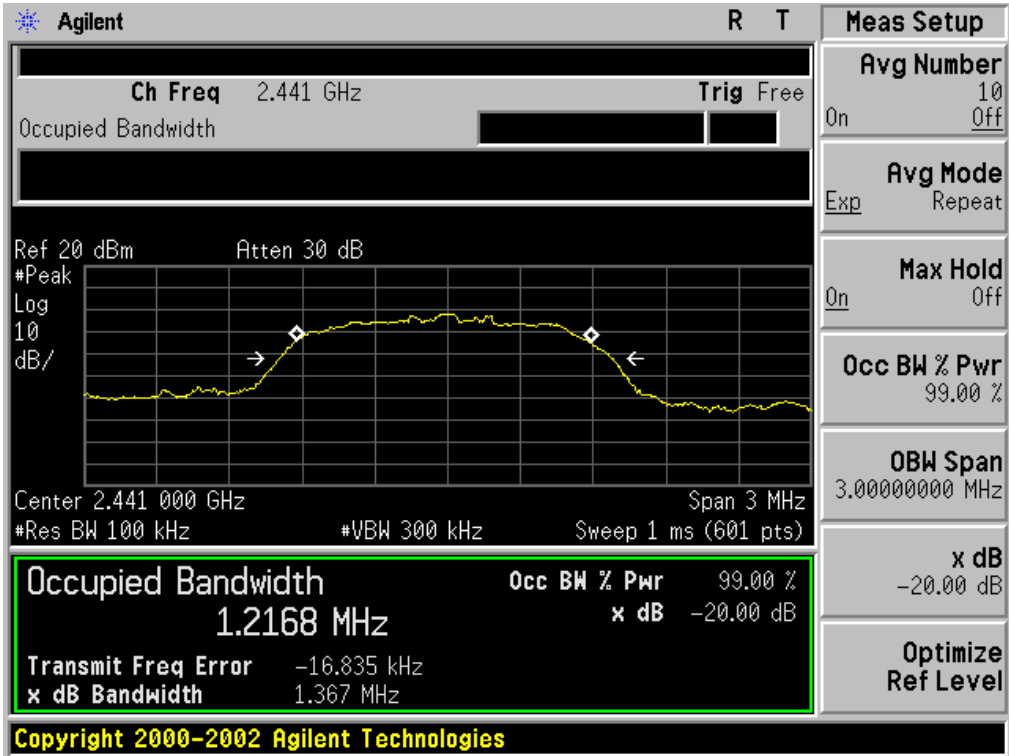 Agilent R T Meas Setup
Ch Freq 2.441 GHz Trig Free
Occupied Bandwidth
Ref 20 dBm Atten 30 dB
#Peak
Log
10
dB/
Center 2.441 000 GHz Span 3 MHz
#Res BW 100 kHz #VBW 300 kHz Sweep 1 ms (601 pts)
Occupied Bandwidth Occ BW % Pwr 99.00 %
1.2168 MHz x dB -20.00 dB
Transmit Freq Error -16.835 kHz
x dB Bandwidth 1.367 MHz
Avg Number
10
On Off
Avg Mode
Exp Repeat
Max Hold
On Off
Occ BW % Pwr
99.00 %
OBW Span
3.00000000 MHz
x dB
-20.00 dB
Optimize
Ref Level
Copyright 2000-2002 Agilent Technologies